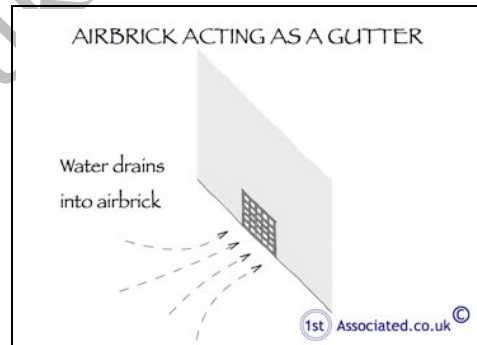 AIRBRICK ACTING AS A GUTTER
Water drains
into airbrick
1st Associated.co.uk ©